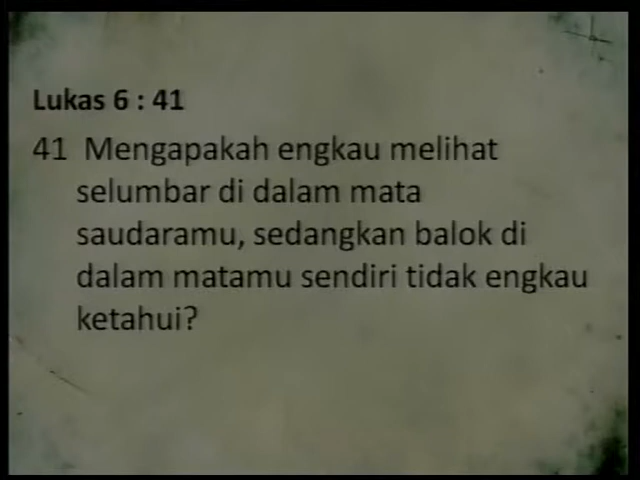 Lukas 6 : 41
41 Mengapakah engkau melihat
selumbar di dalam mata
saudaramu, sedangkan balok di
dalam matamu sendiri tidak engkau
ketahui?